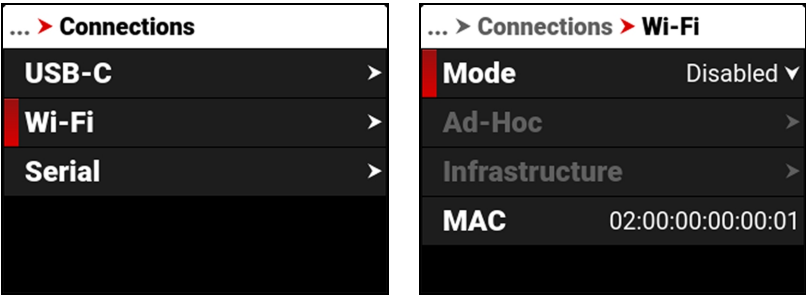 ... > Connections
USB-C
Wi-Fi
Serial
... > Connections > Wi-Fi
Mode Disabled
Ad-Hoc
Infrastructure
MAC 02:00:00:00:00:01